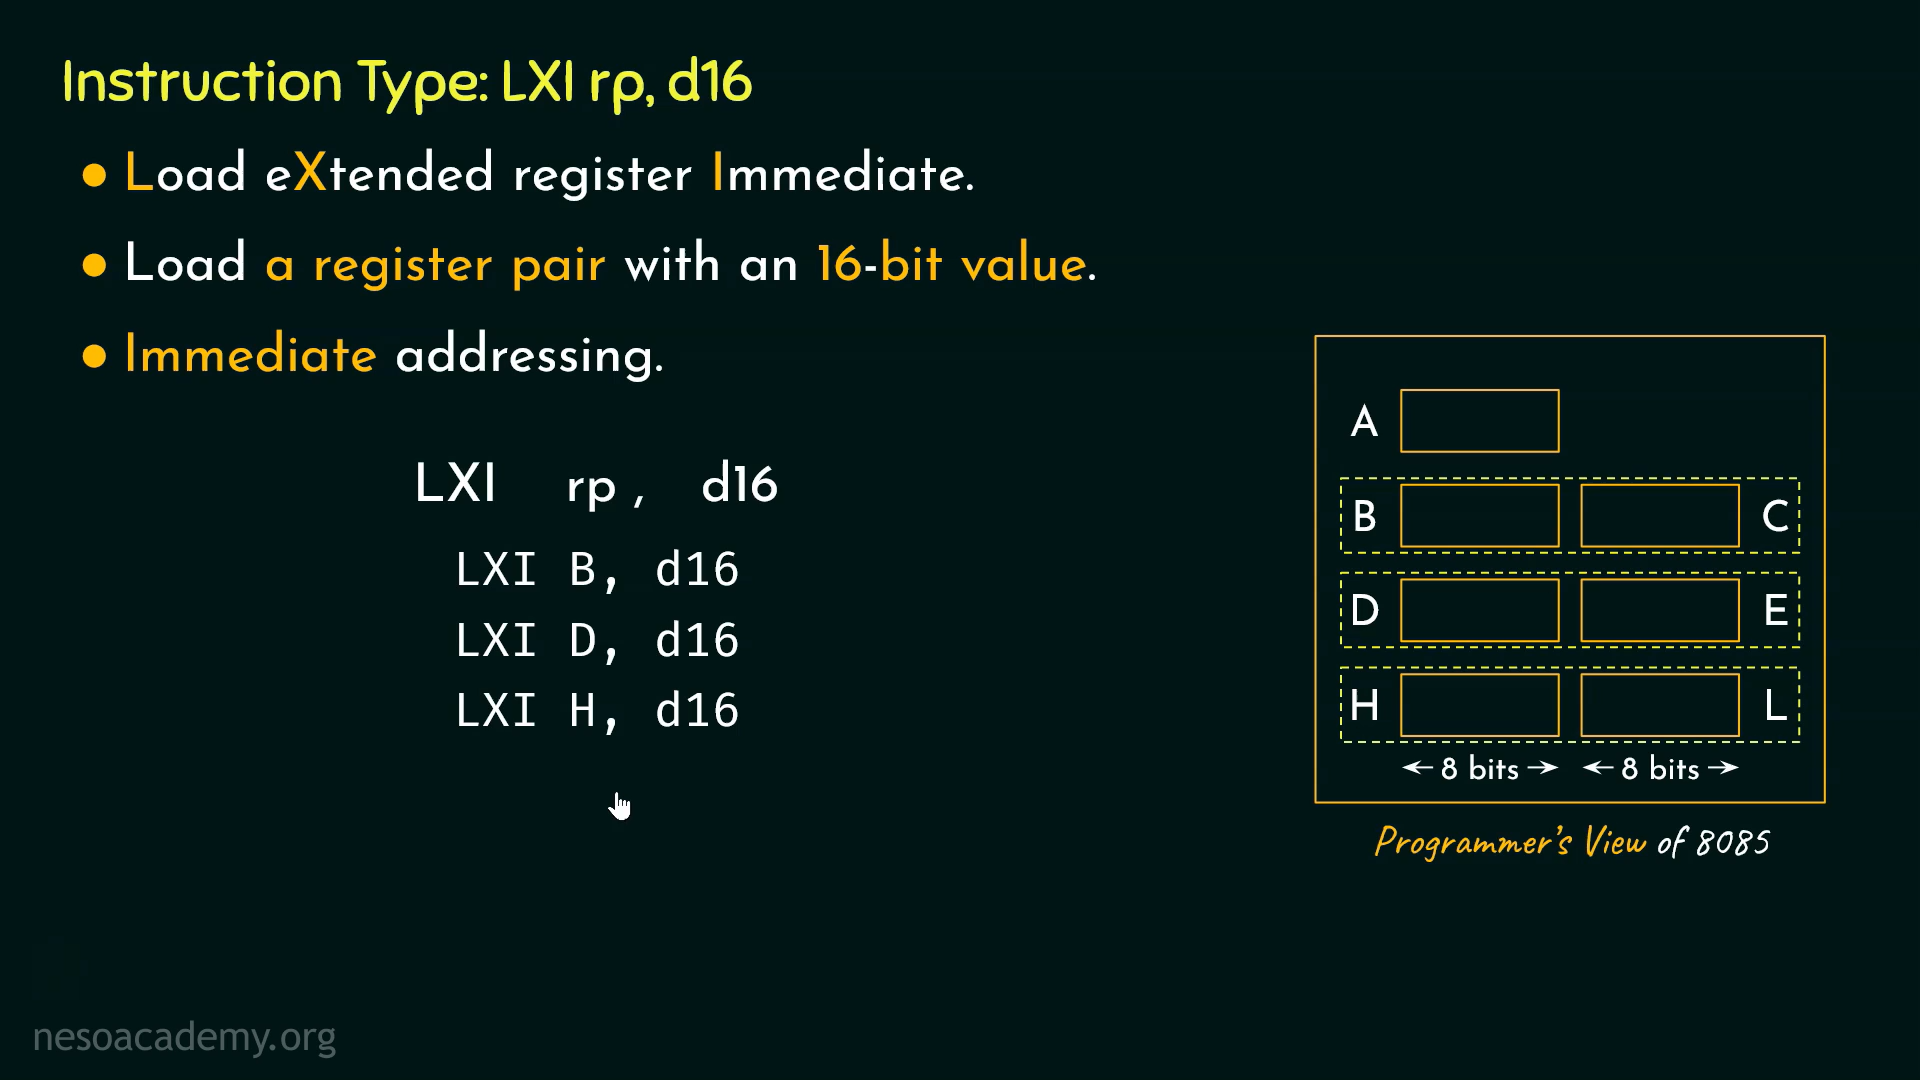 Instruction Type: LXI rp, d16
● Load eXtended register Immediate.
● Load a register pair with an 16-bit value.
● Immediate addressing.
LXI rp , d16
LXI B, d16
LXI D, d16
LXI H, d16
A
B C
D E
H L
← 8 bits → ← 8 bits →
Programmer's View of 8085
nesoacademy.org